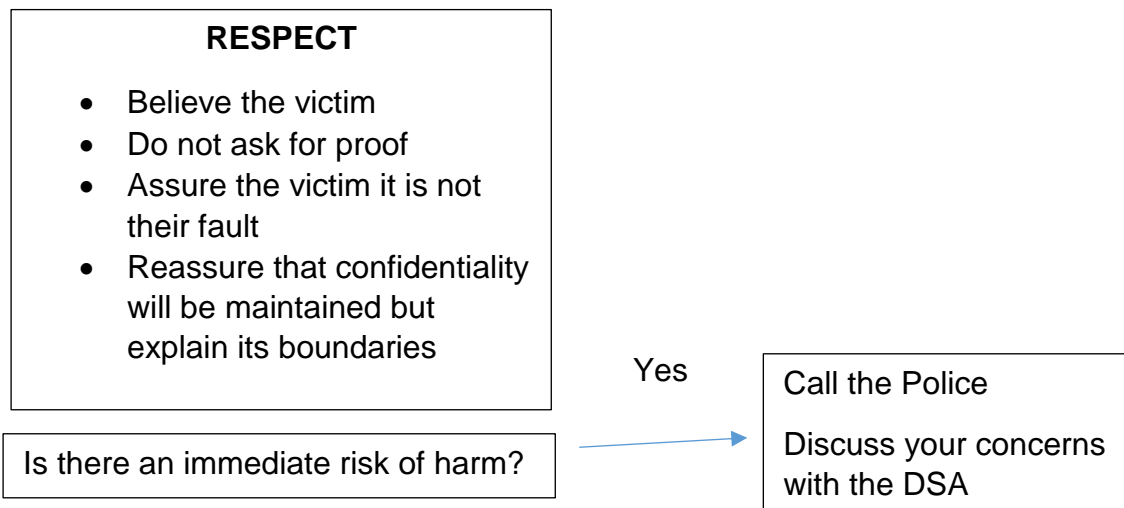 RESPECT
• Believe the victim
• Do not ask for proof
• Assure the victim it is not
their fault
• Reassure that confidentiality
will be maintained but
explain its boundaries
Is there an immediate risk of harm?
Yes
Call the Police
Discuss your concerns
with the DSA